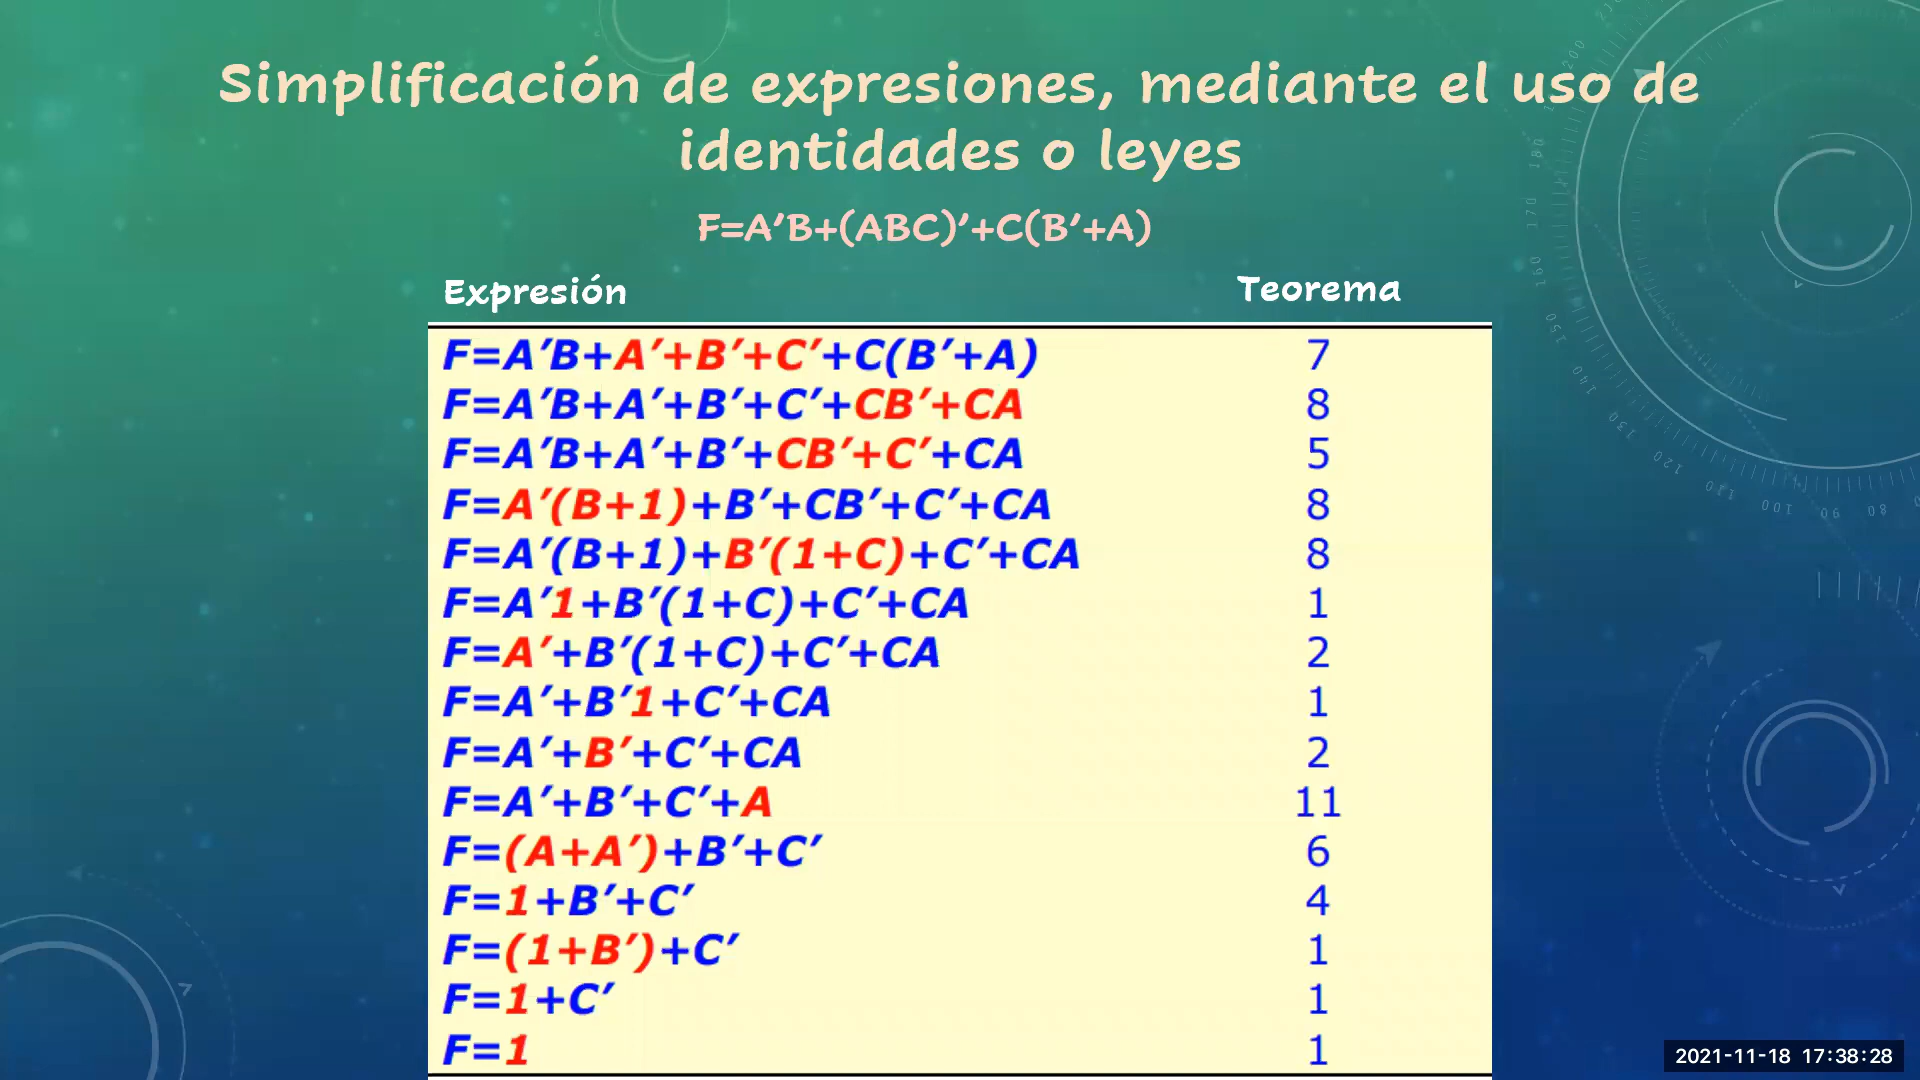 Simplificación de expresiones, mediante el uso de
identidades o leyes
F=A′B+(ABC)′+C(B′+A)
Expresión Teorema
F=A′B+A′+B′+C′+C(B′+A) 7
F=A′B+A′+B′+C′+CB′+CA 8
F=A′B+A′+B′+CB′+C′+CA 5
F=A′(B+1)+B′+CB′+C′+CA 8
F=A′(B+1)+B′(1+C)+C′+CA 8
F=A′1+B′(1+C)+C′+CA 1
F=A′+B′(1+C)+C′+CA 2
F=A′+B′1+C′+CA 1
F=A′+B′+C′+CA 2
F=A′+B′+C′+A 11
F=(A+A′)+B′+C′ 6
F=1+B′+C′ 4
F=(1+B′)+C′ 1
F=1+C′ 1
F=1 1
2021-11-18 17:38:28